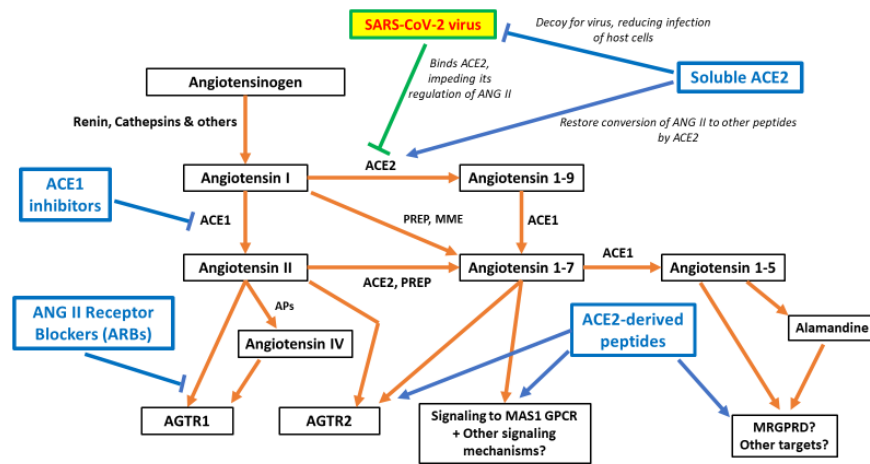 SARS-CoV-2 virus
Decoy for virus, reducing infection
of host cells
Binds ACE2,
impeding its
regulation of ANG II
Soluble ACE2
Angiotensinogen
Renin, Cathepsins & others
Restore conversion of ANG II to other peptides
by ACE2
ACE2
Angiotensin I
Angiotensin 1-9
ACE1
inhibitors
ACE1
PREP, MME
ACE1
Angiotensin II
ACE2, PREP
Angiotensin 1-7
ACE1
Angiotensin 1-5
ANG II Receptor
Blockers (ARBs)
APs
Angiotensin IV
ACE2-derived
peptides
Alamandine
AGTR1
AGTR2
Signaling to MAS1 GPCR
+ Other signaling
mechanisms?
MRGPRD?
Other targets?